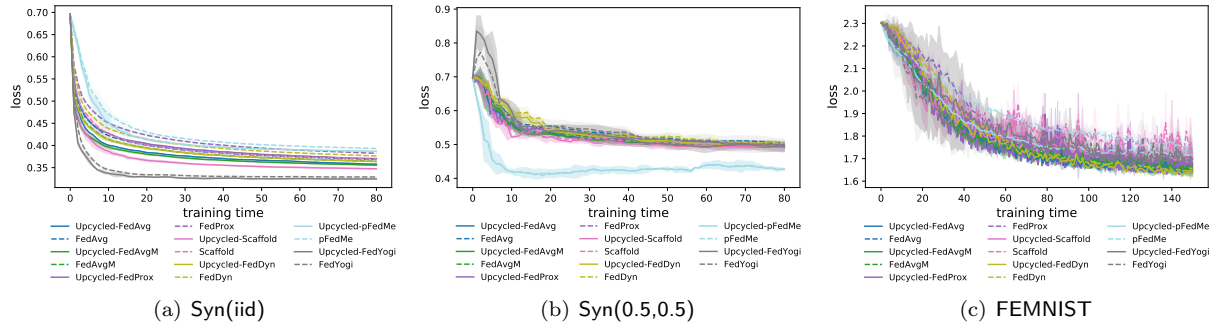 0.70
0.65
0.60
0.55
0.50
0.45
0.40
0.35
loss
0 10 20 30 40 50 60 70 80
training time
Upcycled-FedAvg
FedAvg
Upcycled-FedAvgM
FedAvgM
Upcycled-FedProx
FedProx
Upcycled-Scaffold
Scaffold
Upcycled-FedDyn
FedDyn
Upcycled-pFedMe
pFedMe
Upcycled-FedYogi
FedYogi
(a) Syn(iid)
0.9
0.8
0.7
0.6
0.5
0.4
loss
0 10 20 30 40 50 60 70 80
training time
Upcycled-FedAvg
FedAvg
Upcycled-FedAvgM
FedAvgM
Upcycled-FedProx
FedProx
Upcycled-Scaffold
Scaffold
Upcycled-FedDyn
FedDyn
Upcycled-pFedMe
pFedMe
Upcycled-FedYogi
FedYogi
(b) Syn(0.5,0.5)
2.3
2.2
2.1
2.0
1.9
1.8
1.7
1.6
loss
0 20 40 60 80 100 120 140
training time
Upcycled-FedAvg
FedAvg
Upcycled-FedAvgM
FedAvgM
Upcycled-FedProx
FedProx
Upcycled-Scaffold
Scaffold
Upcycled-FedDyn
FedDyn
Upcycled-pFedMe
pFedMe
Upcycled-FedYogi
FedYogi
(c) FEMNIST